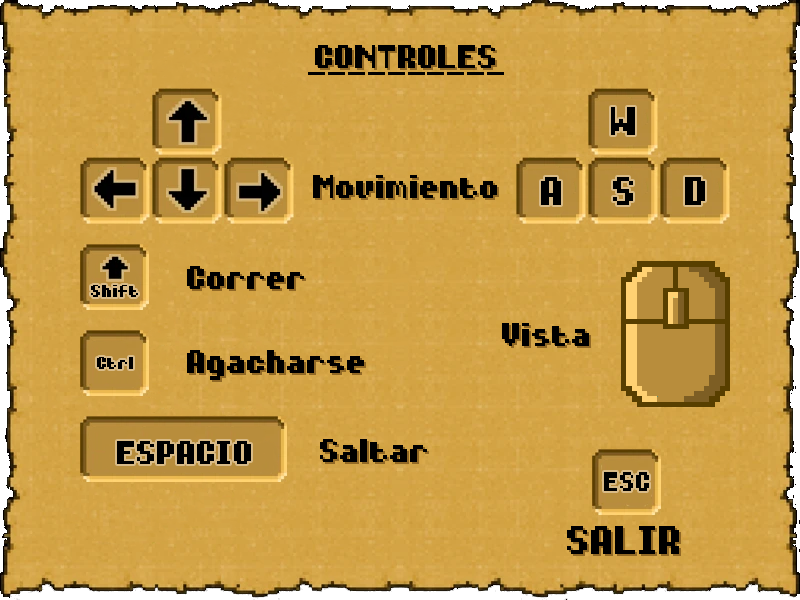 CONTROLES
W
Movimiento
A S D
Shift
Correr
Vista
Ctrl
Agacharse
ESPACIO
Saltar
ESC
SALIR